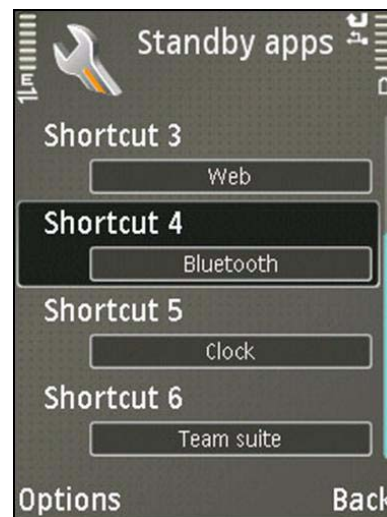 Standby apps
Shortcut 3
Web
Shortcut 4
Bluetooth
Shortcut 5
Clock
Shortcut 6
Team suite
Options Back